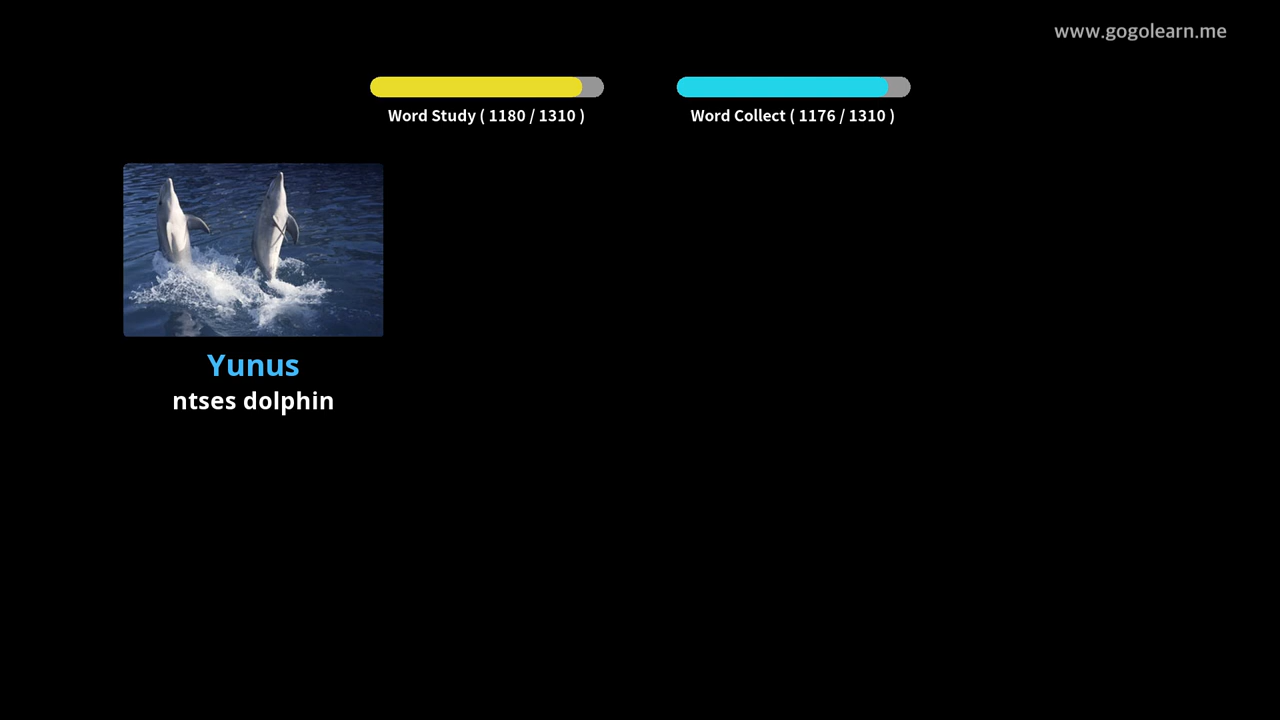 www.gogolearn.me
Word Study ( 1180 / 1310 )
Word Collect ( 1176 / 1310 )
Yunus
ntses dolphin